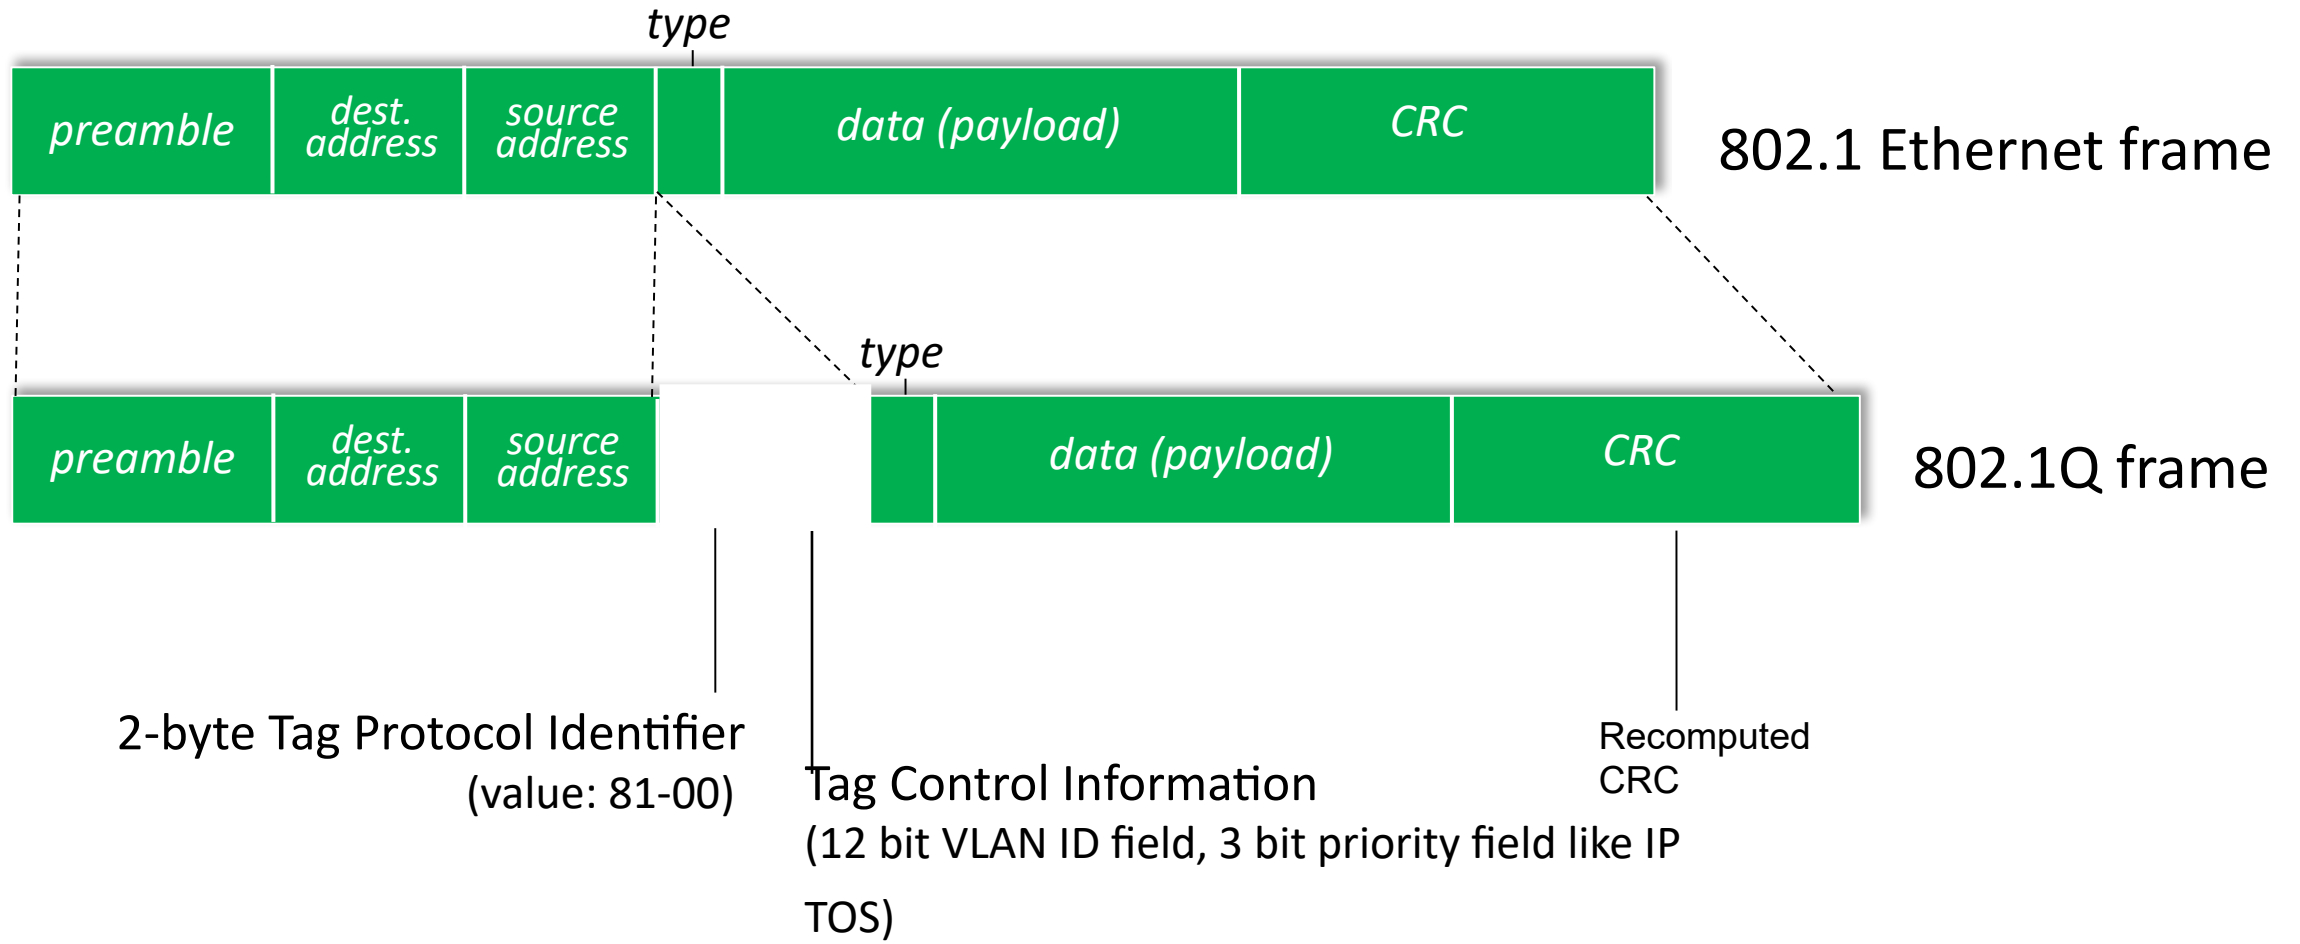 type
preamble
dest.
address
source
address
data (payload)
CRC
802.1 Ethernet frame
type
preamble
dest.
address
source
address
data (payload)
CRC
802.1Q frame
2-byte Tag Protocol Identifier
(value: 81-00)
Tag Control Information
(12 bit VLAN ID field, 3 bit priority field like IP
TOS)
Recomputed
CRC